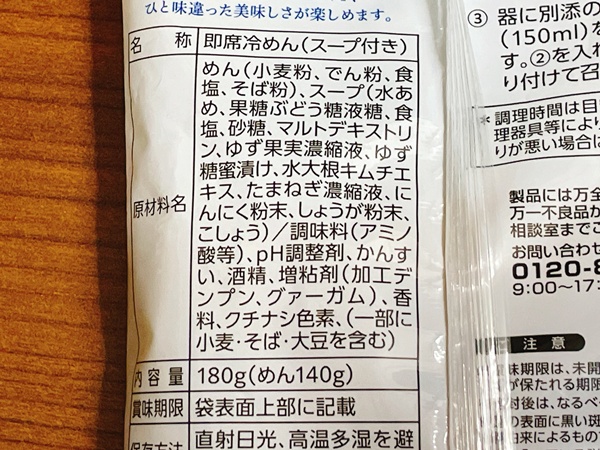 ひと味違った美味しさが楽しめます。
名 称 即席冷めん(スープ付き)
原材料名
めん(小麦粉、でん粉、食
塩、そば粉)、スープ(水あ
め、果糖ぶどう糖液糖、食
塩、砂糖、マルトデキストリ
ン、ゆず果実濃縮液、ゆず
糖蜜漬け、水大根キムチエ
キス、たまねぎ濃縮液、に
んにく粉末、しょうが粉末、
こしょう)/調味料(アミノ
酸等)、pH調整剤、かんす
い、酒精、増粘剤(加工デ
ンプン、グァーガム)、香
料、クチナシ色素、(一部に
小麦・そば・大豆を含む)
内 容 量 180g(めん140g)
賞味期限 袋表面上部に記載
保存方法 直射日光、高温多湿を避
③ 器に別添の
(150ml)を
す。②を入れ
り付けて召
*調理時間は目
理器具等により
りが悪い場合は
製品には万全
万一不良品が
相談室までご
お問い合わせ
0120-8
9:00〜17:
注 意
味期限は、未開
が保たれる期限
封後は、なるべ
の表面に黒い斑
由来によるもの